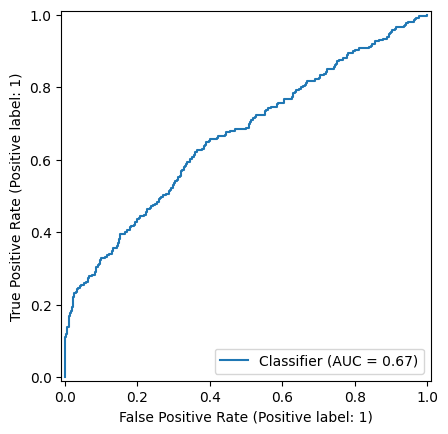 1.0
0.8
0.6
0.4
0.2
0.0
True Positive Rate (Positive label: 1)
Classifier (AUC = 0.67)
0.0 0.2 0.4 0.6 0.8 1.0
False Positive Rate (Positive label: 1)